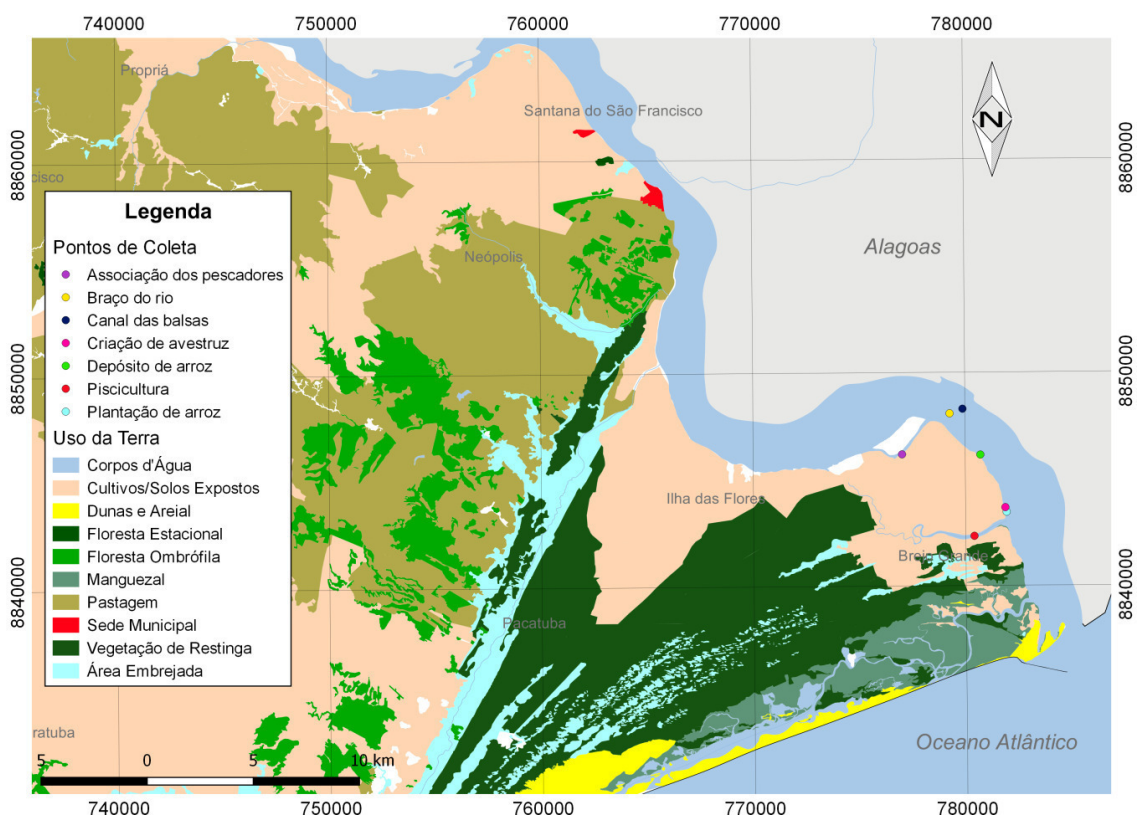 740000 750000 760000 770000 780000
Propriá
Santana do São Francisco
N
8860000
8860000
cisco
Legenda
Pontos de Coleta
Associação dos pescadores
Braço do rio
Canal das balsas
Criação de avestruz
Depósito de arroz
Piscicultura
Plantação de arroz
Uso da Terra
Corpos d'Água
Cultivos/Solos Expostos
Dunas e Areial
Floresta Estacional
Floresta Ombrófila
Manguezal
Pastagem
Sede Municipal
Vegetação de Restinga
Área Embrejada
Neópolis
Alagoas
8850000
8850000
Ilha das Flores
Brejo Grande
8840000
8840000
Pacatuba
ratuba
Oceano Atlântico
5 0 5 10 km
740000 750000 760000 770000 780000